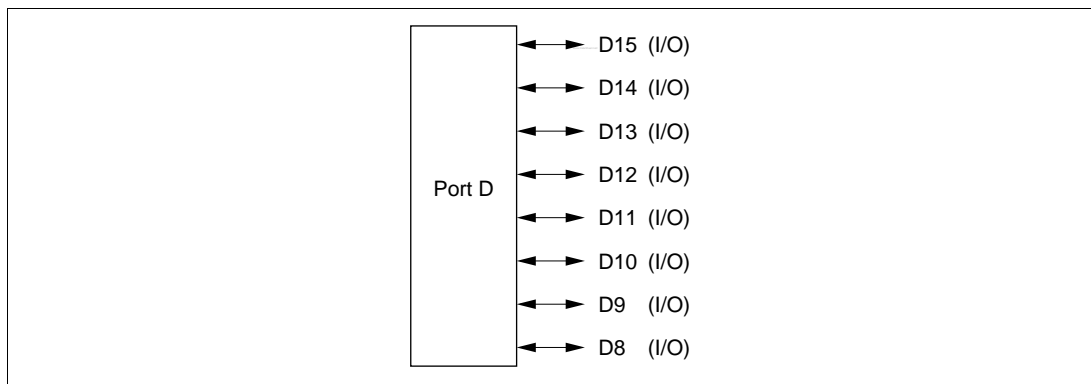 D15 (I/O)
D14 (I/O)
D13 (I/O)
D12 (I/O)
Port D
D11 (I/O)
D10 (I/O)
D9 (I/O)
D8 (I/O)